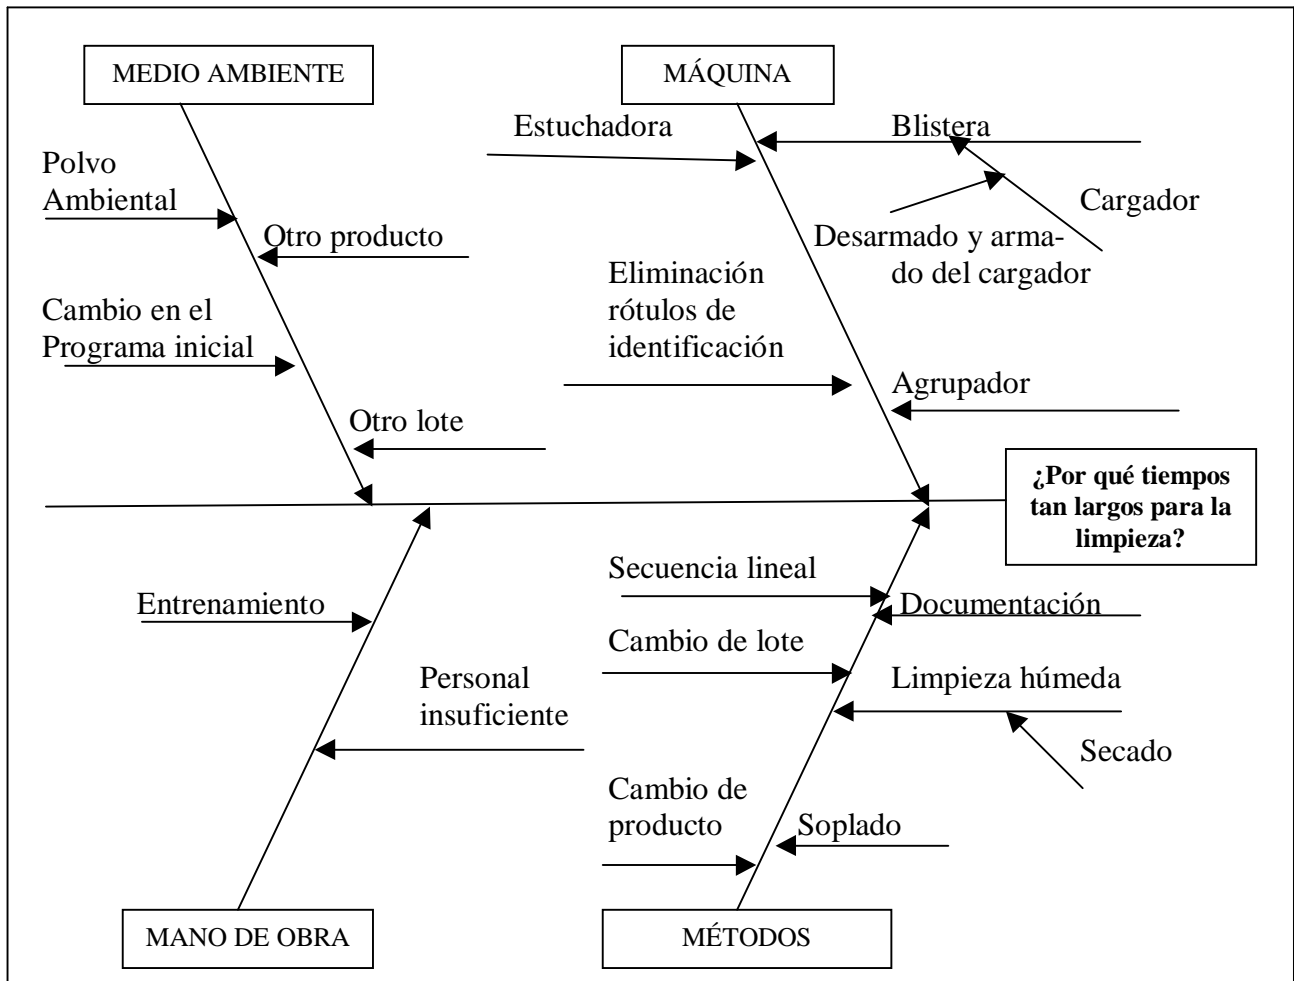 MEDIO AMBIENTE
MÁQUINA
Estuchadora
Blistera
Polvo
Ambiental
Cargador
Otro producto
Desarmado y arma-
do del cargador
Eliminación
rótulos de
identificación
Cambio en el
Programa inicial
Agrupador
Otro lote
¿Por qué tiempos
tan largos para la
limpieza?
Secuencia lineal
Entrenamiento
Documentación
Cambio de lote
Personal
insuficiente
Limpieza húmeda
Secado
Cambio de
producto
Soplado
MANO DE OBRA
MÉTODOS